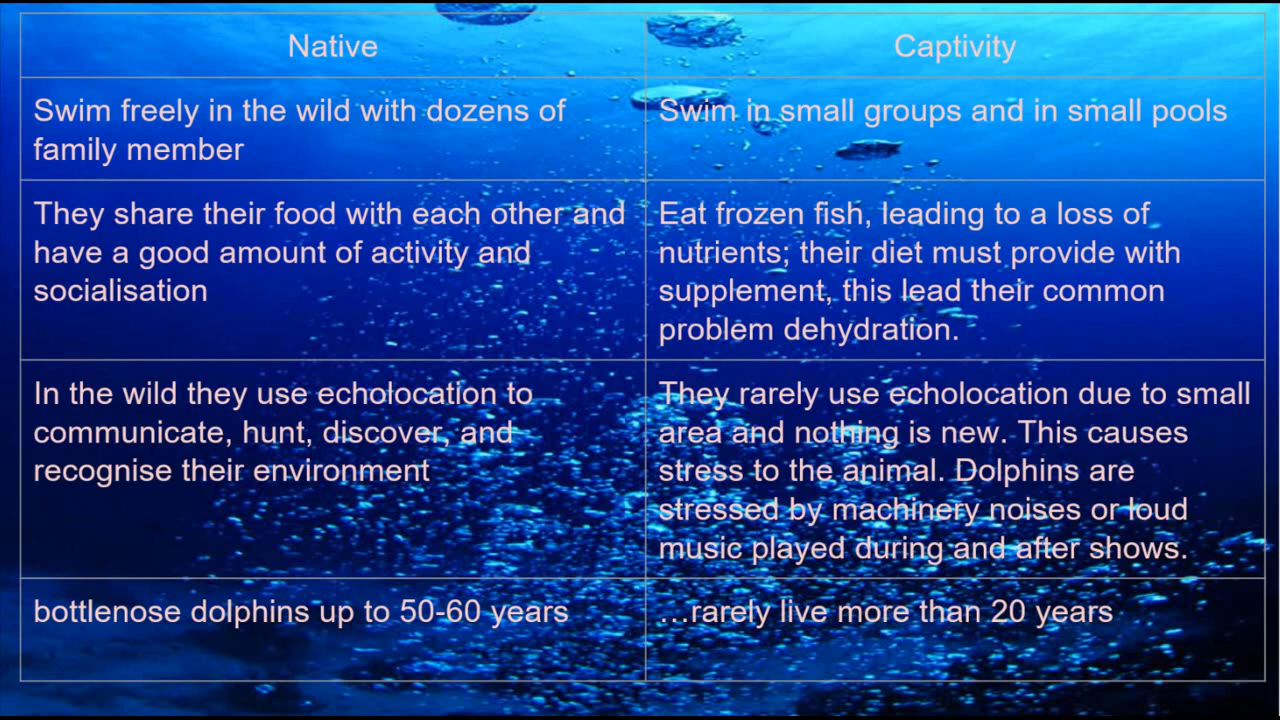 Native
Captivity
Swim freely in the wild with dozens of
family member
Swim in small groups and in small pools
They share their food with each other and
have a good amount of activity and
socialisation
Eat frozen fish, leading to a loss of
nutrients; their diet must provide with
supplement, this lead their common
problem dehydration.
In the wild they use echolocation to
communicate, hunt, discover, and
recognise their environment
They rarely use echolocation due to small
area and nothing is new. This causes
stress to the animal. Dolphins are
stressed by machinery noises or loud
music played during and after shows.
bottlenose dolphins up to 50-60 years
…rarely live more than 20 years